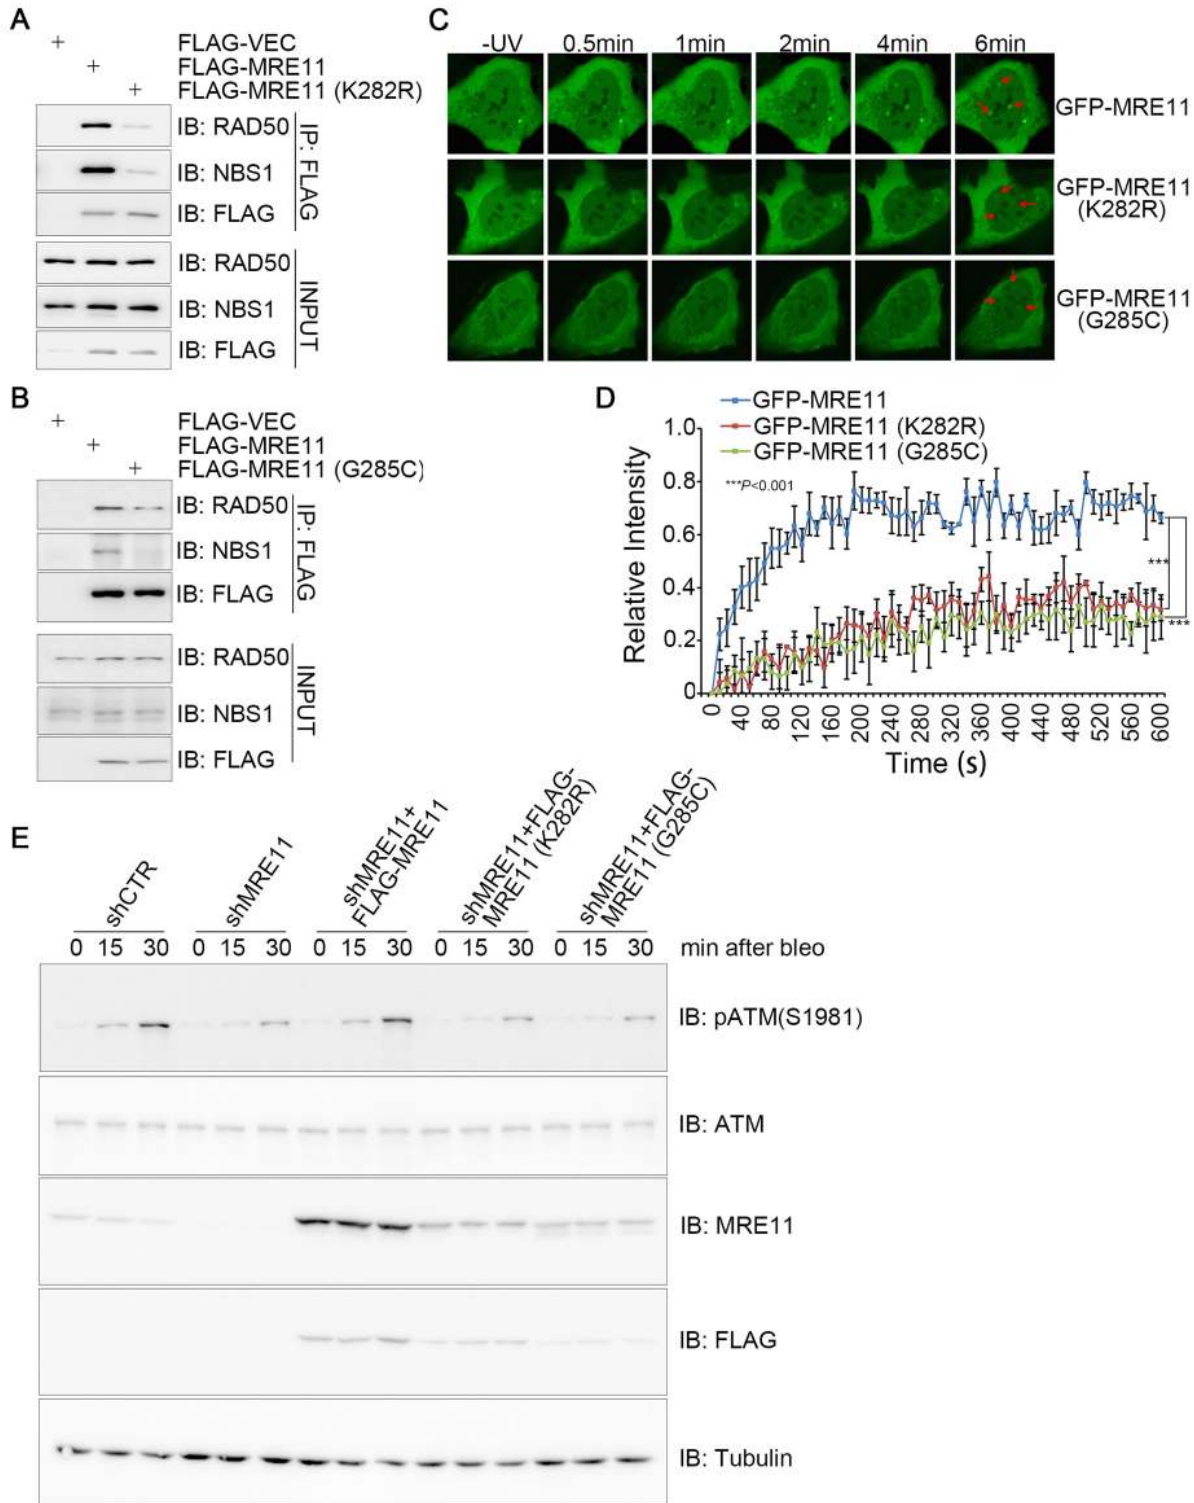 A
+ FLAG-VEC
+ FLAG-MRE11
+ FLAG-MRE11 (K282R)
IB: RAD50
IB: NBS1
IB: FLAG
IP: FLAG
IB: RAD50
IB: NBS1
IB: FLAG
INPUT
B
+ FLAG-VEC
+ FLAG-MRE11
+ FLAG-MRE11 (G285C)
IB: RAD50
IB: NBS1
IB: FLAG
IP: FLAG
IB: RAD50
IB: NBS1
IB: FLAG
INPUT
C
-UV 0.5min 1min 2min 4min 6min
GFP-MRE11
GFP-MRE11
(K282R)
GFP-MRE11
(G285C)
D
GFP-MRE11
GFP-MRE11 (K282R)
GFP-MRE11 (G285C)
***P<0.001
Relative Intensity
1.0
0.8
0.6
0.4
0.2
0
***
***
0 40 80 120 160 200 240 280 320 360 400 440 480 520 560 600
Time (s)
E
shCTR
shMRE11
shMRE11+
FLAG-MRE11
shMRE11+FLAG-
MRE11 (K282R)
shMRE11+FLAG-
MRE11 (G285C)
0 15 30 0 15 30 0 15 30 0 15 30 0 15 30 min after bleo
IB: pATM(S1981)
IB: ATM
IB: MRE11
IB: FLAG
IB: Tubulin